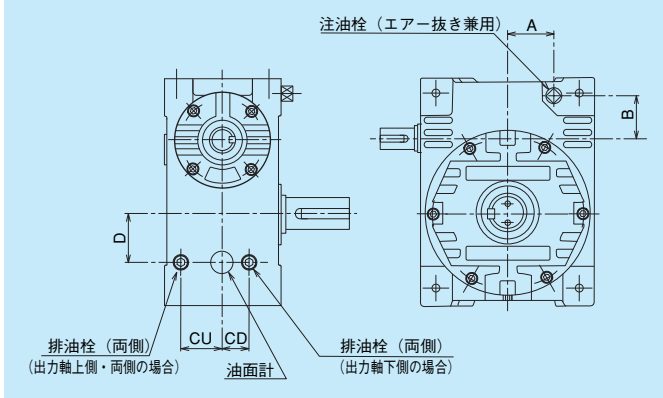 注油栓（エアー抜き兼用）
A
B
D
CU
CD
排油栓（両側）
（出力軸上側・両側の場合）
油面計
排油栓（両側）
（出力軸下側の場合）